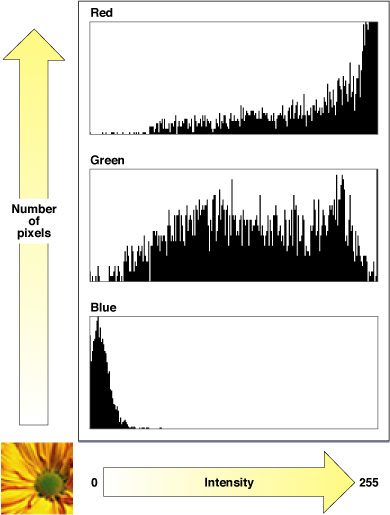 Red
Green
Number
of
pixels
Blue
0
Intensity
255